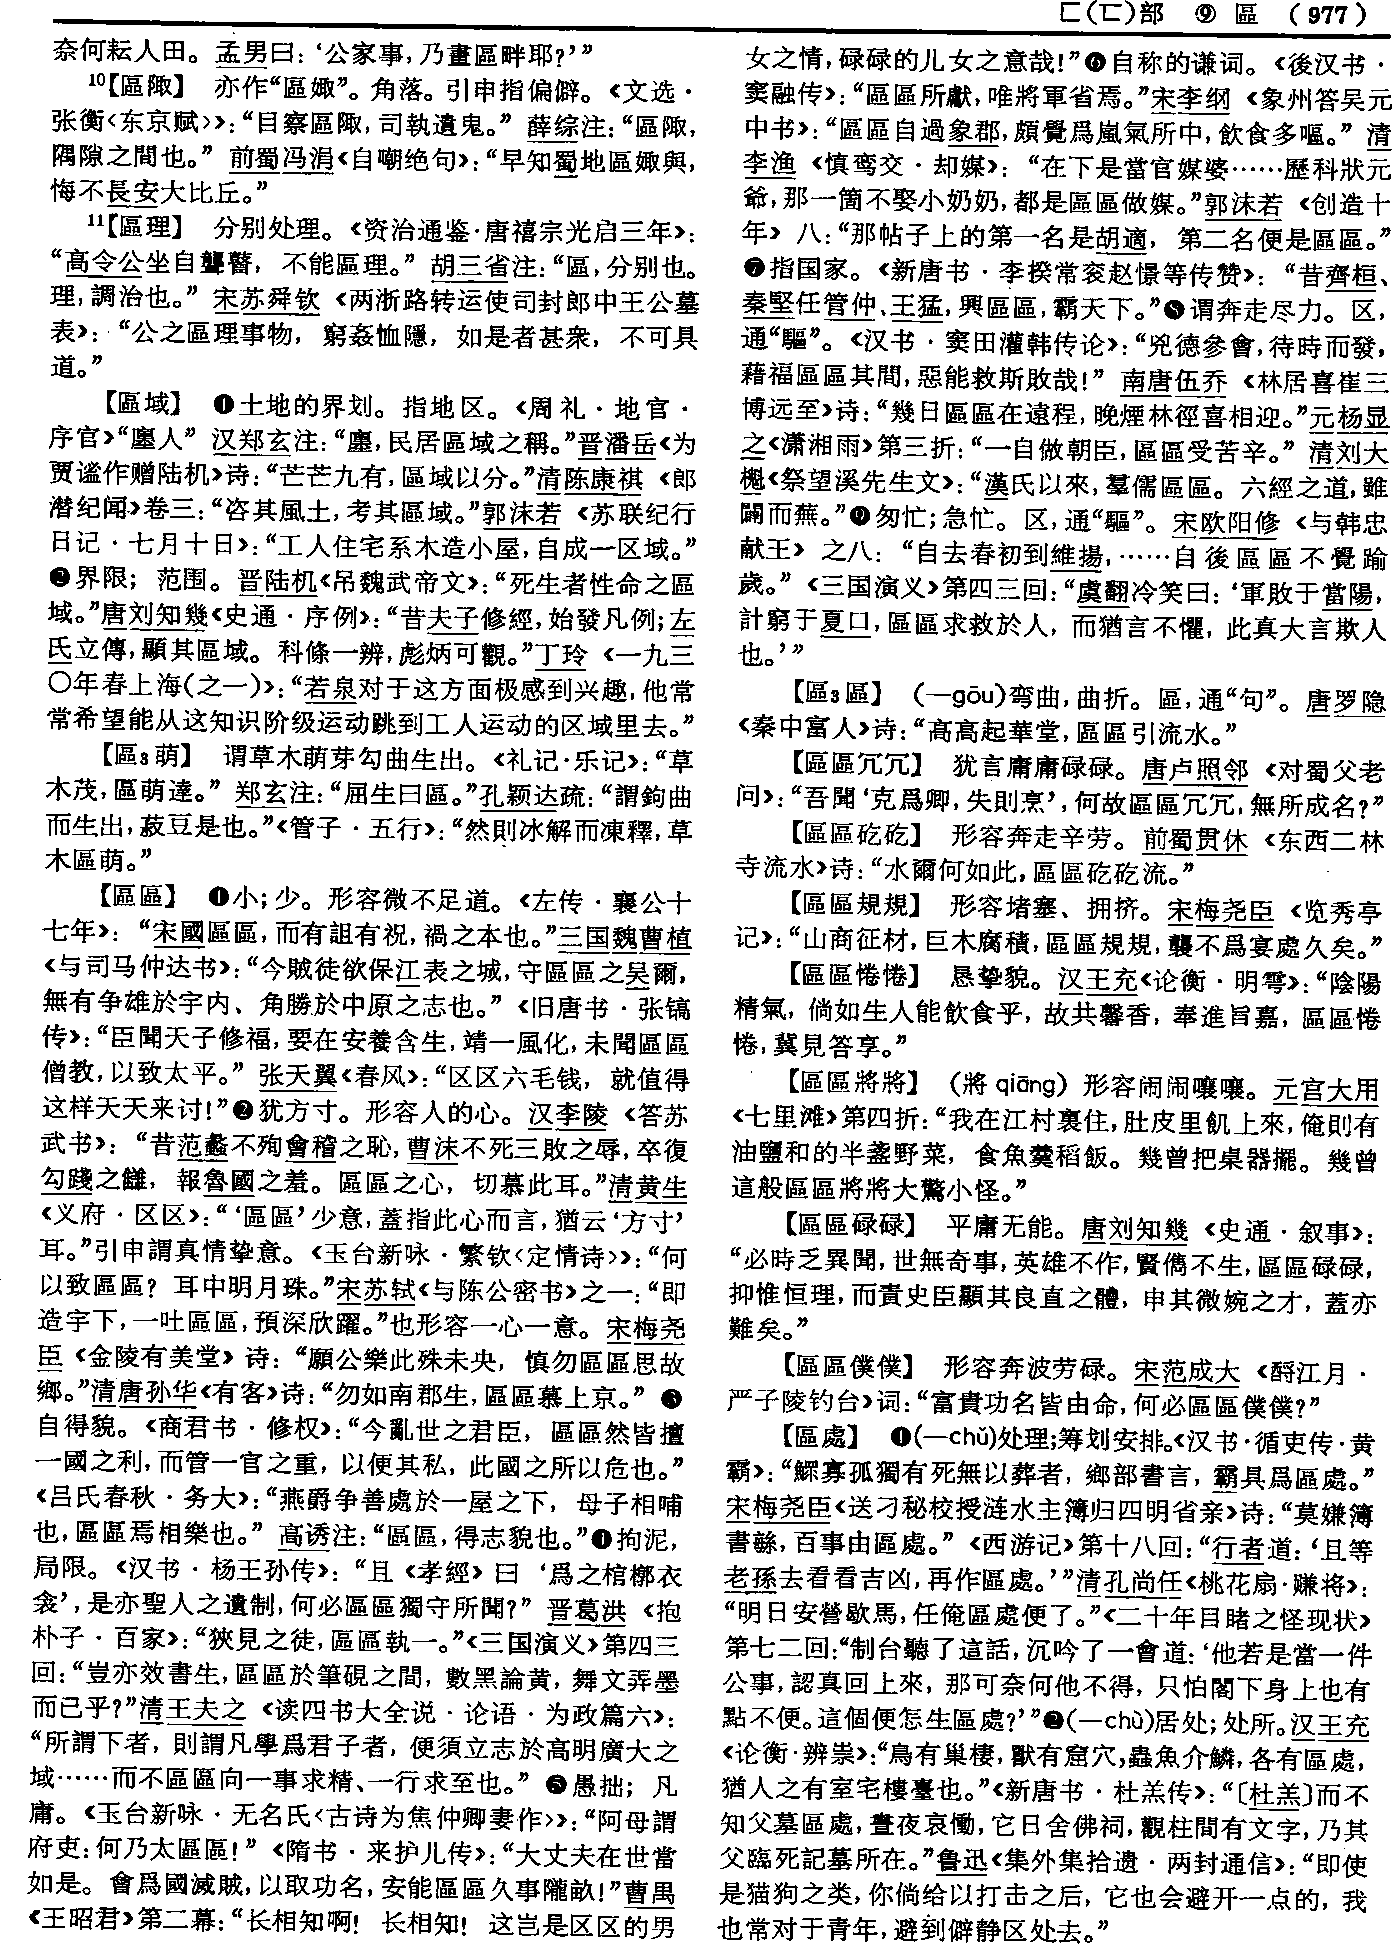 匚(匸)部 ⑨ 區 (977)
奈何耘人田。孟男曰：‘公家事，乃畫區畔耶？’”
¹⁰【區陬】 亦作“區娵”。角落。引申指偏僻。《文选·
张衡〈东京赋〉》：“目察區陬，司執遺鬼。” 薛综注：“區陬，
隅隙之間也。” 前蜀冯涓《自嘲绝句》：“早知蜀地區娵與，
悔不長安大比丘。”
¹¹【區理】 分别处理。《资治通鉴·唐禧宗光启三年》：
“高令公坐自聾瞽，不能區理。” 胡三省注：“區，分别也。
理，調治也。” 宋苏舜钦《两浙路转运使司封郎中王公墓
表》：“公之區理事物，窮姦恤隱，如是者甚衆，不可具
道。”
【區域】 ❶土地的界划。指地区。《周礼·地官·
序官》“廛人” 汉郑玄注：“廛，民居區域之稱。”晋潘岳《为
贾谧作赠陆机》诗：“芒芒九有，區域以分。”清陈康祺《郎
潜纪闻》卷三：“咨其風土，考其區域。”郭沫若《苏联纪行
日记·七月十日》：“工人住宅系木造小屋，自成一区域。”
❷界限；范围。晋陆机《吊魏武帝文》：“死生者性命之區
域。”唐刘知幾《史通·序例》：“昔夫子修經，始發凡例；左
氏立傳，顯其區域。科條一辨，彪炳可觀。”丁玲《一九三
〇年春上海(之一)》：“若泉对于这方面极感到兴趣，他常
常希望能从这知识阶级运动跳到工人运动的区域里去。”
【區₃萌】 谓草木萌芽勾曲生出。《礼记·乐记》：“草
木茂，區萌達。” 郑玄注：“屈生曰區。”孔颖达疏：“謂鉤曲
而生出，菽豆是也。”《管子·五行》：“然則冰解而凍釋，草
木區萌。”
【區區】 ❶小；少。形容微不足道。《左传·襄公十
七年》：“宋國區區，而有詛有祝，禍之本也。”三国魏曹植
《与司马仲达书》：“今賊徒欲保江表之城，守區區之吴爾，
無有争雄於宇内、角勝於中原之志也。” 《旧唐书·张镐
传》：“臣聞天子修福，要在安養含生，靖一風化，未聞區區
僧教，以致太平。” 张天翼《春风》：“区区六毛钱，就值得
这样天天来讨！”❷犹方寸。形容人的心。汉李陵《答苏
武书》：“昔范蠡不殉會稽之恥，曹沬不死三敗之辱，卒復
勾踐之讎，報魯國之羞。區區之心，切慕此耳。”清黄生
《义府·区区》：“‘區區’少意，蓋指此心而言，猶云‘方寸’
耳。”引申謂真情挚意。《玉台新咏·繁钦〈定情诗〉》：“何
以致區區？耳中明月珠。”宋苏轼《与陈公密书》之一：“即
造宇下，一吐區區，預深欣躍。”也形容一心一意。宋梅尧
臣《金陵有美堂》诗：“願公樂此殊未央，慎勿區區思故
鄉。”清唐孙华《有客》诗：“勿如南郡生，區區慕上京。” ❸
自得貌。《商君书·修权》：“今亂世之君臣，區區然皆擅
一國之利，而管一官之重，以便其私，此國之所以危也。”
《吕氏春秋·务大》：“燕爵争善處於一屋之下，母子相哺
也，區區焉相樂也。” 高诱注：“區區，得志貌也。”❹拘泥，
局限。《汉书·杨王孙传》：“且《孝經》曰‘爲之棺槨衣
衾’，是亦聖人之遺制，何必區區獨守所聞？” 晋葛洪《抱
朴子·百家》：“狹見之徒，區區執一。”《三国演义》第四三
回：“豈亦效書生，區區於筆硯之間，數黑論黄，舞文弄墨
而已乎？”清王夫之《读四书大全说·论语·为政篇六》：
“所謂下者，則謂凡學爲君子者，便須立志於高明廣大之
域……而不區區向一事求精、一行求至也。” ❺愚拙；凡
庸。《玉台新咏·无名氏〈古诗为焦仲卿妻作〉》：“阿母謂
府吏：何乃太區區！” 《隋书·来护儿传》：“大丈夫在世當
如是。會爲國滅賊，以取功名，安能區區久事隴畝！”曹禺
《王昭君》第二幕：“长相知啊！长相知！这岂是区区的男
女之情，碌碌的儿女之意哉！”❻自称的谦词。《後汉书·
窦融传》：“區區所獻，唯將軍省焉。”宋李纲《象州答吴元
中书》：“區區自過象郡，頗覺爲嵐氣所中，飲食多嘔。” 清
李渔《慎鸾交·却媒》：“在下是當官媒婆……歷科狀元
爺，那一箇不娶小奶奶，都是區區做媒。”郭沫若《创造十
年》八：“那帖子上的第一名是胡適，第二名便是區區。”
❼指国家。《新唐书·李揆常衮赵憬等传赞》：“昔齊桓、
秦堅任管仲、王猛，興區區，霸天下。”❽谓奔走尽力。区，
通“驅”。《汉书·窦田灌韩传论》：“兇德參會，待時而發，
藉福區區其間，惡能救斯敗哉！” 南唐伍乔《林居喜崔三
博远至》诗：“幾日區區在遠程，晚煙林徑喜相迎。”元杨显
之《潇湘雨》第三折：“一自做朝臣，區區受苦辛。” 清刘大
櫆《祭望溪先生文》：“漢氏以來，羣儒區區。六經之道，雖
闢而蕪。”❾匆忙；急忙。区，通“驅”。宋欧阳修《与韩忠
献王》之八：“自去春初到維揚，……自後區區不覺踰
歲。” 《三国演义》第四三回：“虞翻冷笑曰：‘軍敗于當陽，
計窮于夏口，區區求救於人，而猶言不懼，此真大言欺人
也。’”
【區₃區】 (—gōu)弯曲，曲折。區，通“句”。唐罗隐
《秦中富人》诗：“高高起華堂，區區引流水。”
【區區冗冗】 犹言庸庸碌碌。唐卢照邻《对蜀父老
问》：“吾聞‘克爲卿，失則烹’，何故區區冗冗，無所成名？”
【區區矻矻】 形容奔走辛劳。前蜀贯休《东西二林
寺流水》诗：“水爾何如此，區區矻矻流。”
【區區規規】 形容堵塞、拥挤。宋梅尧臣《览秀亭
记》：“山商征材，巨木腐積，區區規規，襲不爲宴處久矣。”
【區區惓惓】 恳挚貌。汉王充《论衡·明雩》：“陰陽
精氣，倘如生人能飲食乎，故共馨香，奉進旨嘉，區區惓
惓，冀見答享。”
【區區將將】 (將 qiāng) 形容闹闹嚷嚷。元宫大用
《七里滩》第四折：“我在江村裏住，肚皮里飢上來，俺則有
油鹽和的半盞野菜，食魚羹稻飯。幾曾把桌器擺。幾曾
這般區區將將大驚小怪。”
【區區碌碌】 平庸无能。唐刘知幾《史通·叙事》：
“必時乏異聞，世無奇事，英雄不作，賢儁不生，區區碌碌，
抑惟恒理，而責史臣顯其良直之體，申其微婉之才，蓋亦
難矣。”
【區區僕僕】 形容奔波劳碌。宋范成大《酹江月·
严子陵钓台》词：“富貴功名皆由命，何必區區僕僕？”
【區處】 ❶(—chǔ)处理；筹划安排。《汉书·循吏传·黄
霸》：“鰥寡孤獨有死無以葬者，鄉部書言，霸具爲區處。”
宋梅尧臣《送刁秘校授涟水主簿归四明省亲》诗：“莫嫌簿
書緐，百事由區處。” 《西游记》第十八回：“行者道：‘且等
老孫去看看吉凶，再作區處。’”清孔尚任《桃花扇·赚将》：
“明日安營歇馬，任俺區處便了。”《二十年目睹之怪现状》
第七二回：“制台聽了這話，沉吟了一會道：‘他若是當一件
公事，認真回上來，那可奈何他不得，只怕閣下身上也有
點不便。這個便怎生區處？’”❷(—chù)居处；处所。汉王充
《论衡·辨祟》：“鳥有巢棲，獸有窟穴，蟲魚介鱗，各有區處，
猶人之有室宅樓臺也。”《新唐书·杜羔传》：“〔杜羔〕而不
知父墓區處，晝夜哀慟，它日舍佛祠，觀柱間有文字，乃其
父臨死記墓所在。”鲁迅《集外集拾遗·两封通信》：“即使
是猫狗之类，你倘给以打击之后，它也会避开一点的，我
也常对于青年，避到僻静区处去。”